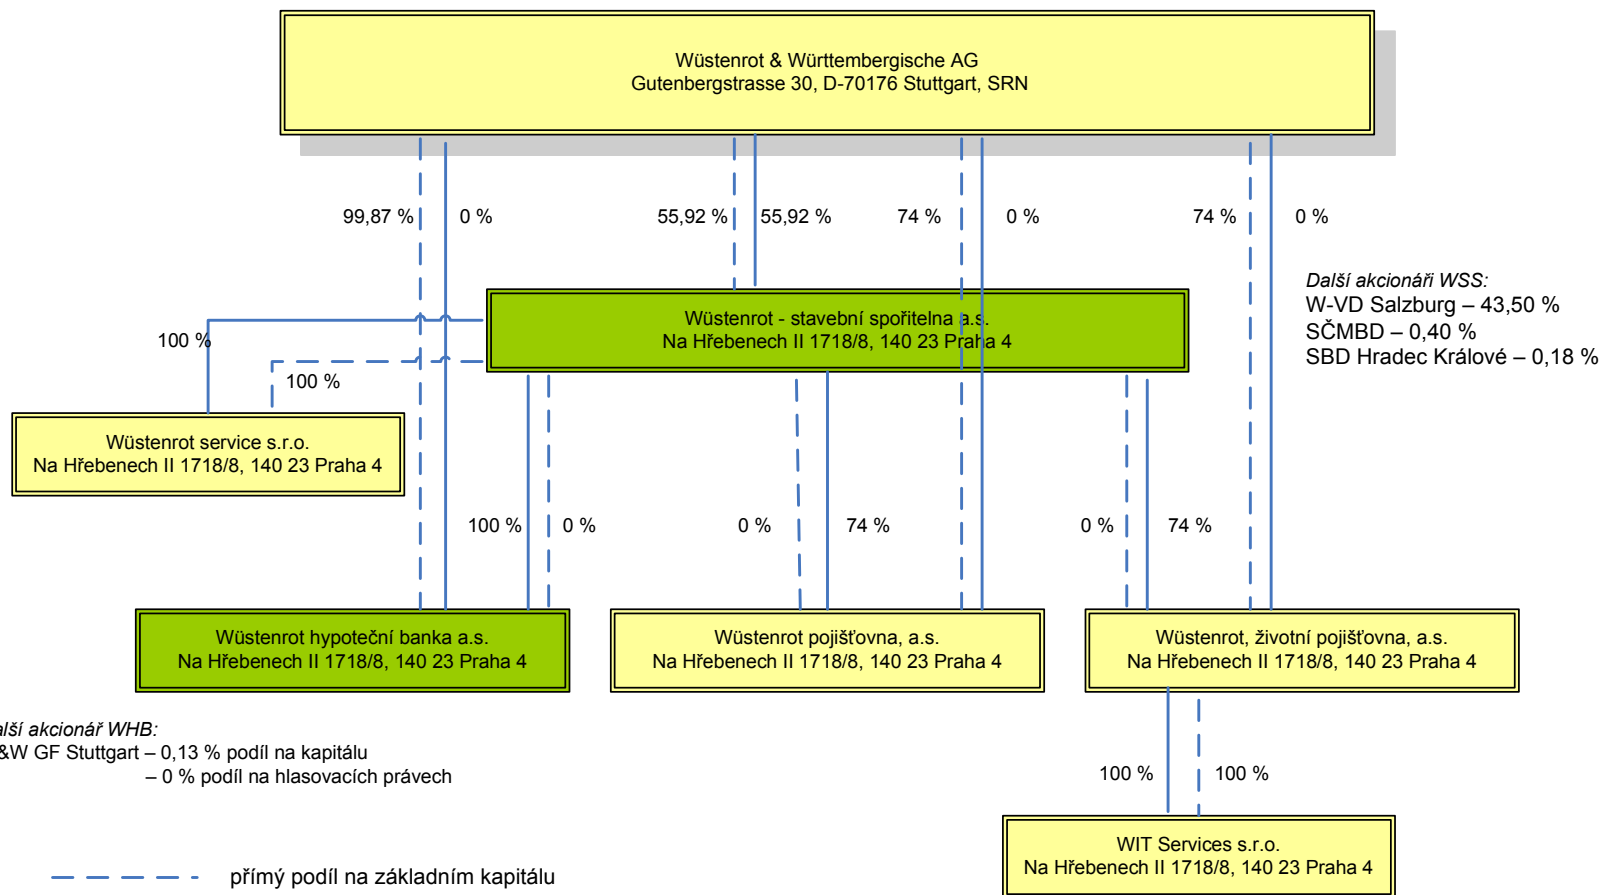 Wüstenrot & Württembergische AG
Gutenbergstrasse 30, D-70176 Stuttgart, SRN
99,87 %
0 %
55,92 %
55,92 %
74 %
0 %
74 %
0 %
Další akcionáři WSS:
W-VD Salzburg – 43,50 %
SČMBD – 0,40 %
SBD Hradec Králové – 0,18 %
Wüstenrot - stavební spořitelna a.s.
Na Hřebenech II 1718/8, 140 23 Praha 4
100 %
100 %
Wüstenrot service s.r.o.
Na Hřebenech II 1718/8, 140 23 Praha 4
100 %
0 %
0 %
74 %
0 %
74 %
Wüstenrot hypoteční banka a.s.
Na Hřebenech II 1718/8, 140 23 Praha 4
Wüstenrot pojišťovna, a.s.
Na Hřebenech II 1718/8, 140 23 Praha 4
Wüstenrot, životní pojišťovna, a.s.
Na Hřebenech II 1718/8, 140 23 Praha 4
alší akcionář WHB:
&W GF Stuttgart – 0,13 % podíl na kapitálu
– 0 % podíl na hlasovacích právech
100 %
100 %
WIT Services s.r.o.
Na Hřebenech II 1718/8, 140 23 Praha 4
přímý podíl na základním kapitálu